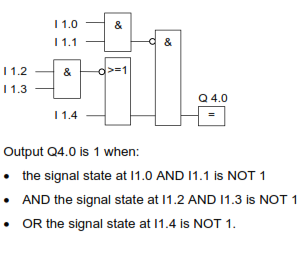 I 1.0
&
I 1.1
&
I 1.2
&
>=1
I 1.3
Q 4.0
I 1.4
=
Output Q4.0 is 1 when:
• the signal state at I1.0 AND I1.1 is NOT 1
• AND the signal state at I1.2 AND I1.3 is NOT 1
• OR the signal state at I1.4 is NOT 1.